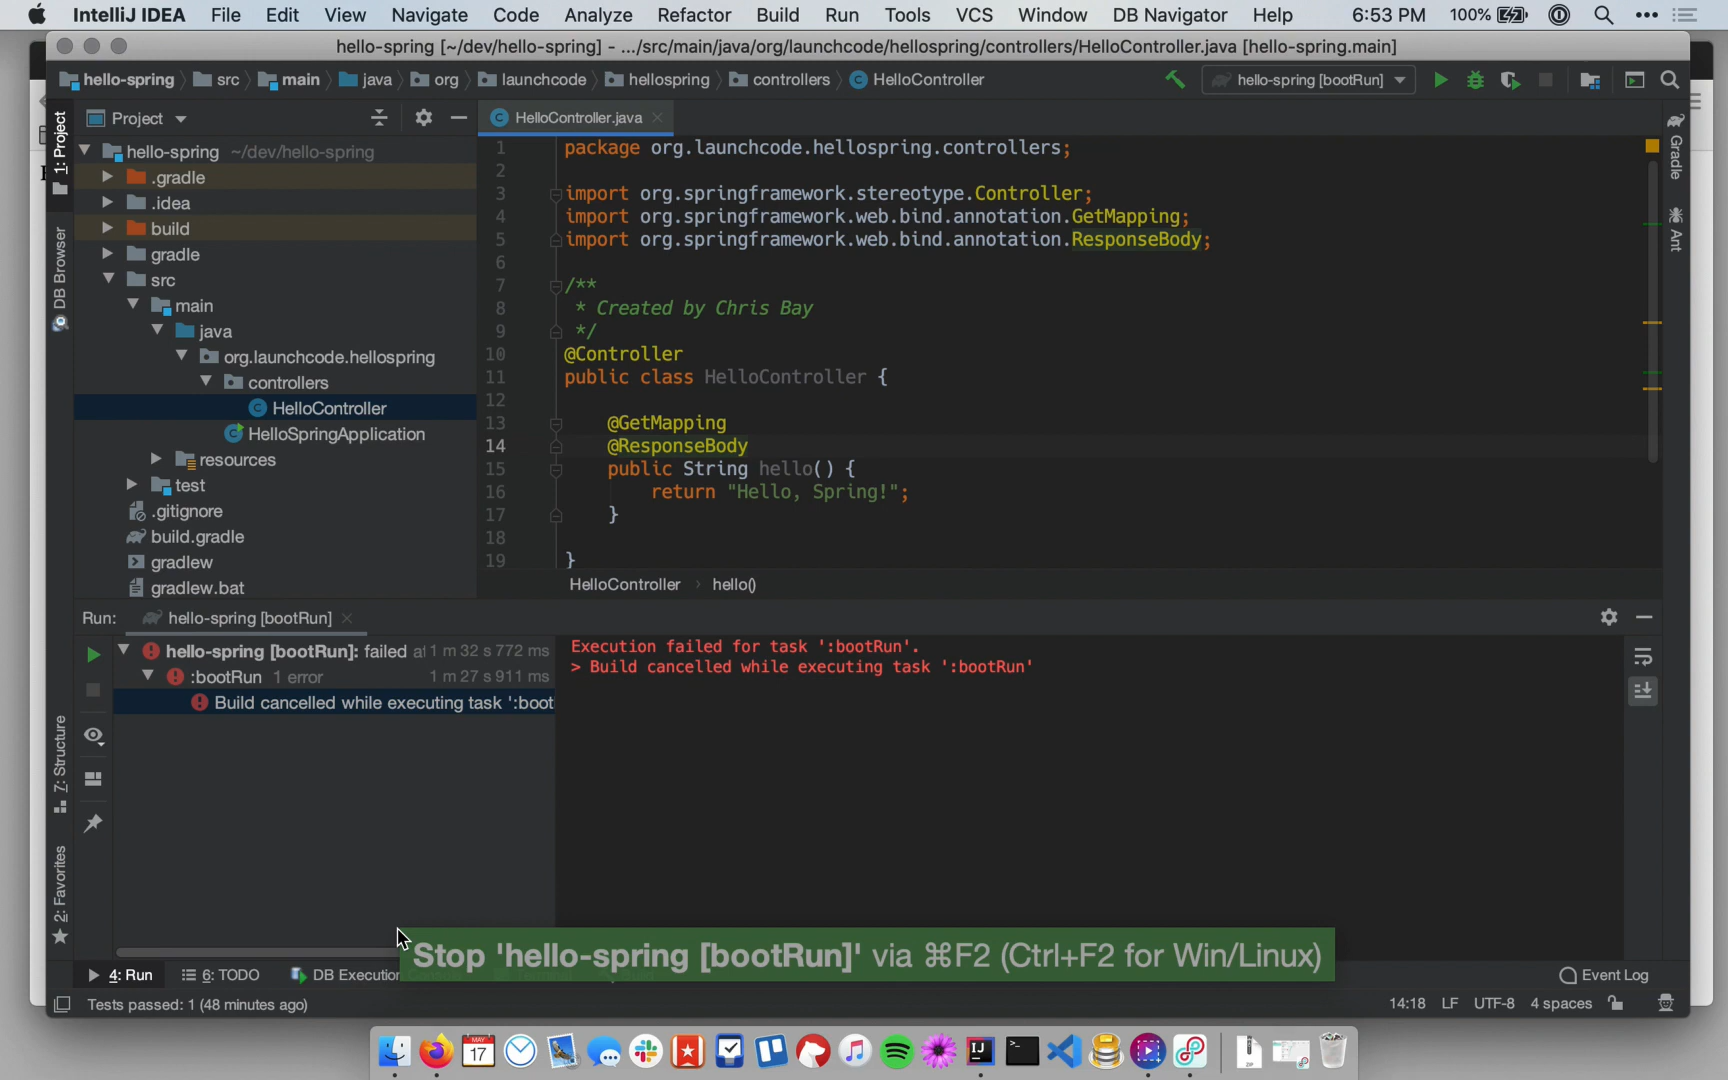 IntelliJ IDEA File Edit View Navigate Code Analyze Refactor Build Run Tools VCS Window DB Navigator Help 6:53 PM 100%
hello-spring [~/dev/hello-spring] - .../src/main/java/org/launchcode/hellospring/controllers/HelloController.java [hello-spring.main]
hello-spring src main java org launchcode hellospring controllers HelloController hello-spring [bootRun]
Project HelloController.java
1: Project
DB Browser
7: Structure
2: Favorites
Gradle
Ant
hello-spring ~/dev/hello-spring
.gradle
.idea
build
gradle
src
main
java
org.launchcode.hellospring
controllers
HelloController
HelloSpringApplication
resources
test
.gitignore
build.gradle
gradlew
gradlew.bat
1 package org.launchcode.hellospring.controllers;
2
3 import org.springframework.stereotype.Controller;
4 import org.springframework.web.bind.annotation.GetMapping;
5 import org.springframework.web.bind.annotation.ResponseBody;
6
7 /**
8 * Created by Chris Bay
9 */
10 @Controller
11 public class HelloController {
12
13 @GetMapping
14 @ResponseBody
15 public String hello() {
16 return "Hello, Spring!";
17 }
18
19 }
HelloController › hello()
Run: hello-spring [bootRun]
hello-spring [bootRun]: failed at 1 m 32 s 772 ms
:bootRun 1 error 1 m 27 s 911 ms
Build cancelled while executing task ':boot
Execution failed for task ':bootRun'.
> Build cancelled while executing task ':bootRun'
Stop 'hello-spring [bootRun]' via ⌘F2 (Ctrl+F2 for Win/Linux)
4: Run 6: TODO DB Execution Event Log
Tests passed: 1 (48 minutes ago) 14:18 LF UTF-8 4 spaces
17